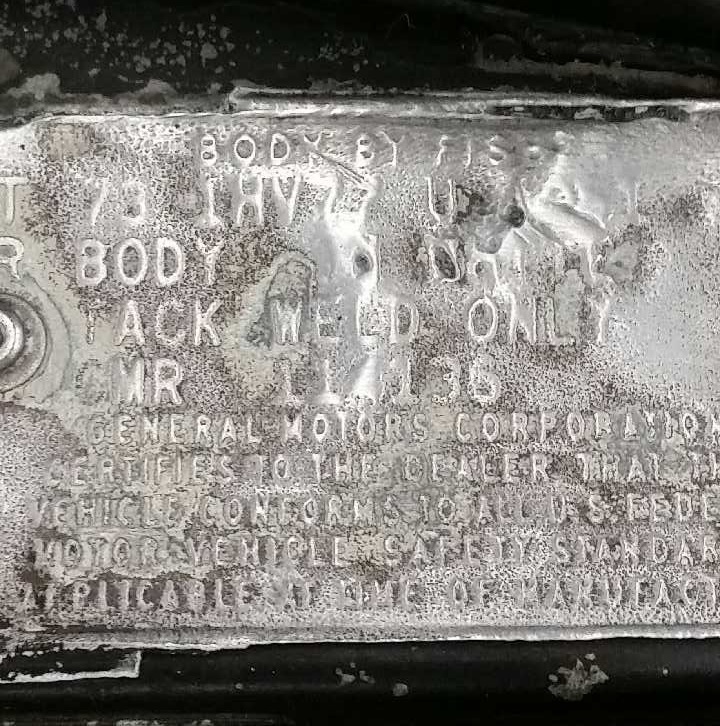 BODY BY FIS
T 73 1HV U
R BODY
TACK WELD ONLY
GMR
GENERAL MOTORS CORPORATION
CERTIFIES TO THE DEALER THAT
VEHICLE CONFORMS TO ALL U S FEDE
MOTOR VEHICLE SAFETY STANDAR
APPLICABLE AT TIME OF MANUFACT